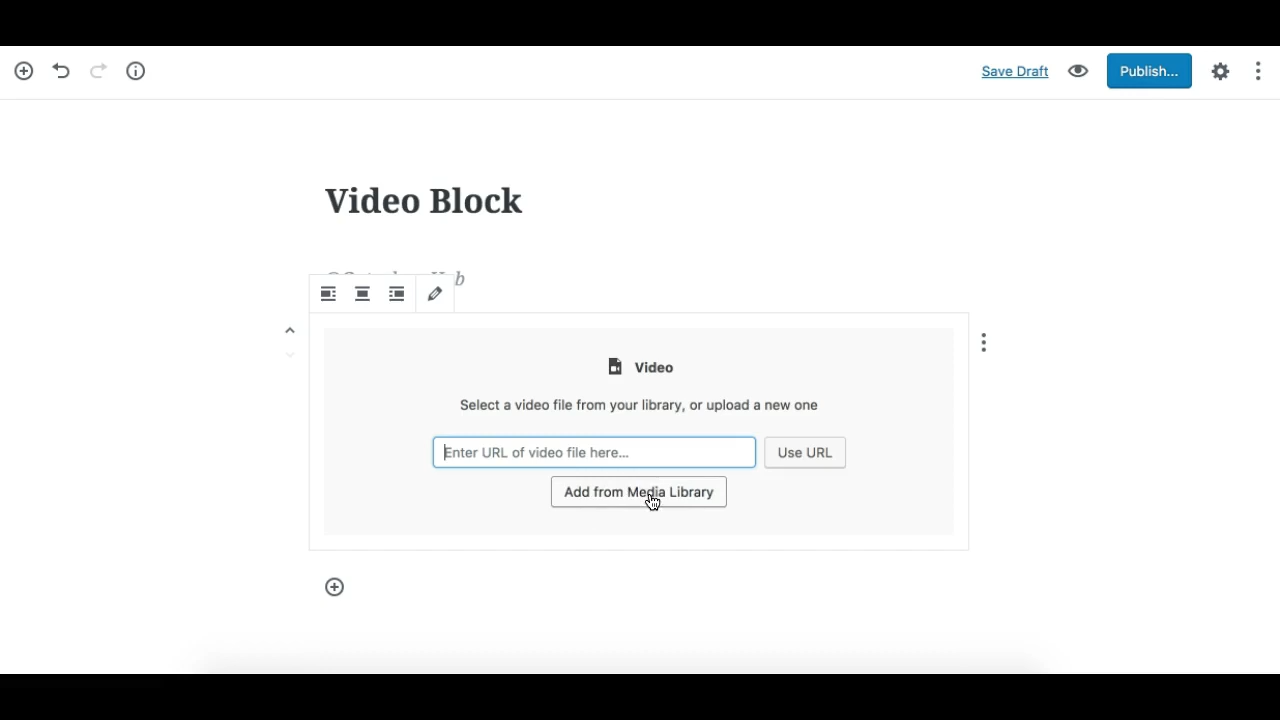 Save Draft
Publish...
Video Block
Video
Select a video file from your library, or upload a new one
Enter URL of video file here...
Use URL
Add from Media Library